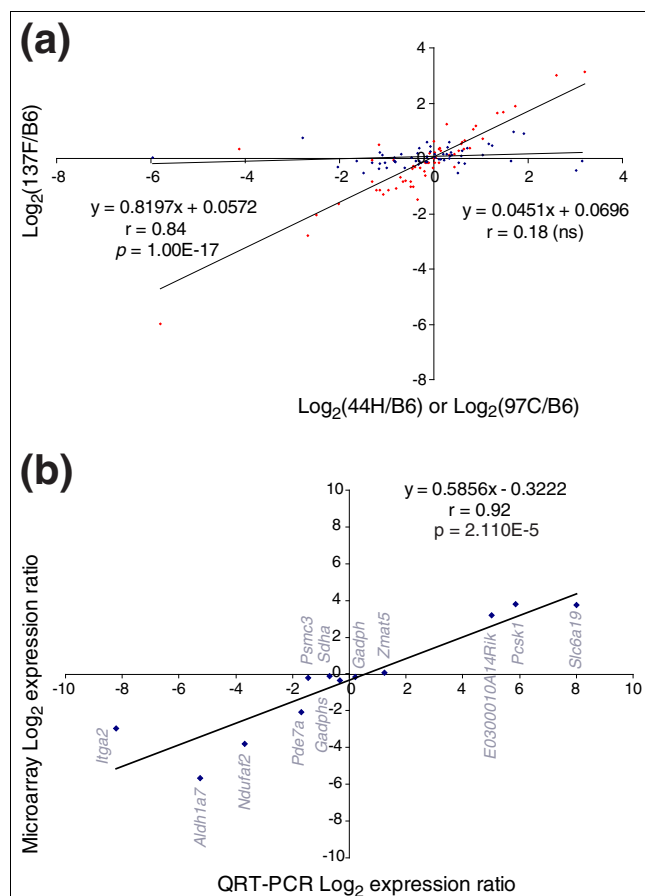 (a)
4
2
0
-2
-4
-6
-8
-8 -6 -4 -2 0 2 4
Log2(137F/B6)
y = 0.8197x + 0.0572
r = 0.84
p = 1.00E-17
y = 0.0451x + 0.0696
r = 0.18 (ns)
Log2(44H/B6) or Log2(97C/B6)
(b)
10
8
6
4
2
0
-2
-4
-6
-8
-10
-10 -8 -6 -4 -2 0 2 4 6 8 10
y = 0.5856x - 0.3222
r = 0.92
p = 2.110E-5
Microarray Log2 expression ratio
Itga2
Aldh1a7
Ndufaf2
Pde7a
Psmc3
Gadphs
Sdha
Gadph
Zmat5
E0300010A14Rik
Pcsk1
Slc6a19
QRT-PCR Log2 expression ratio